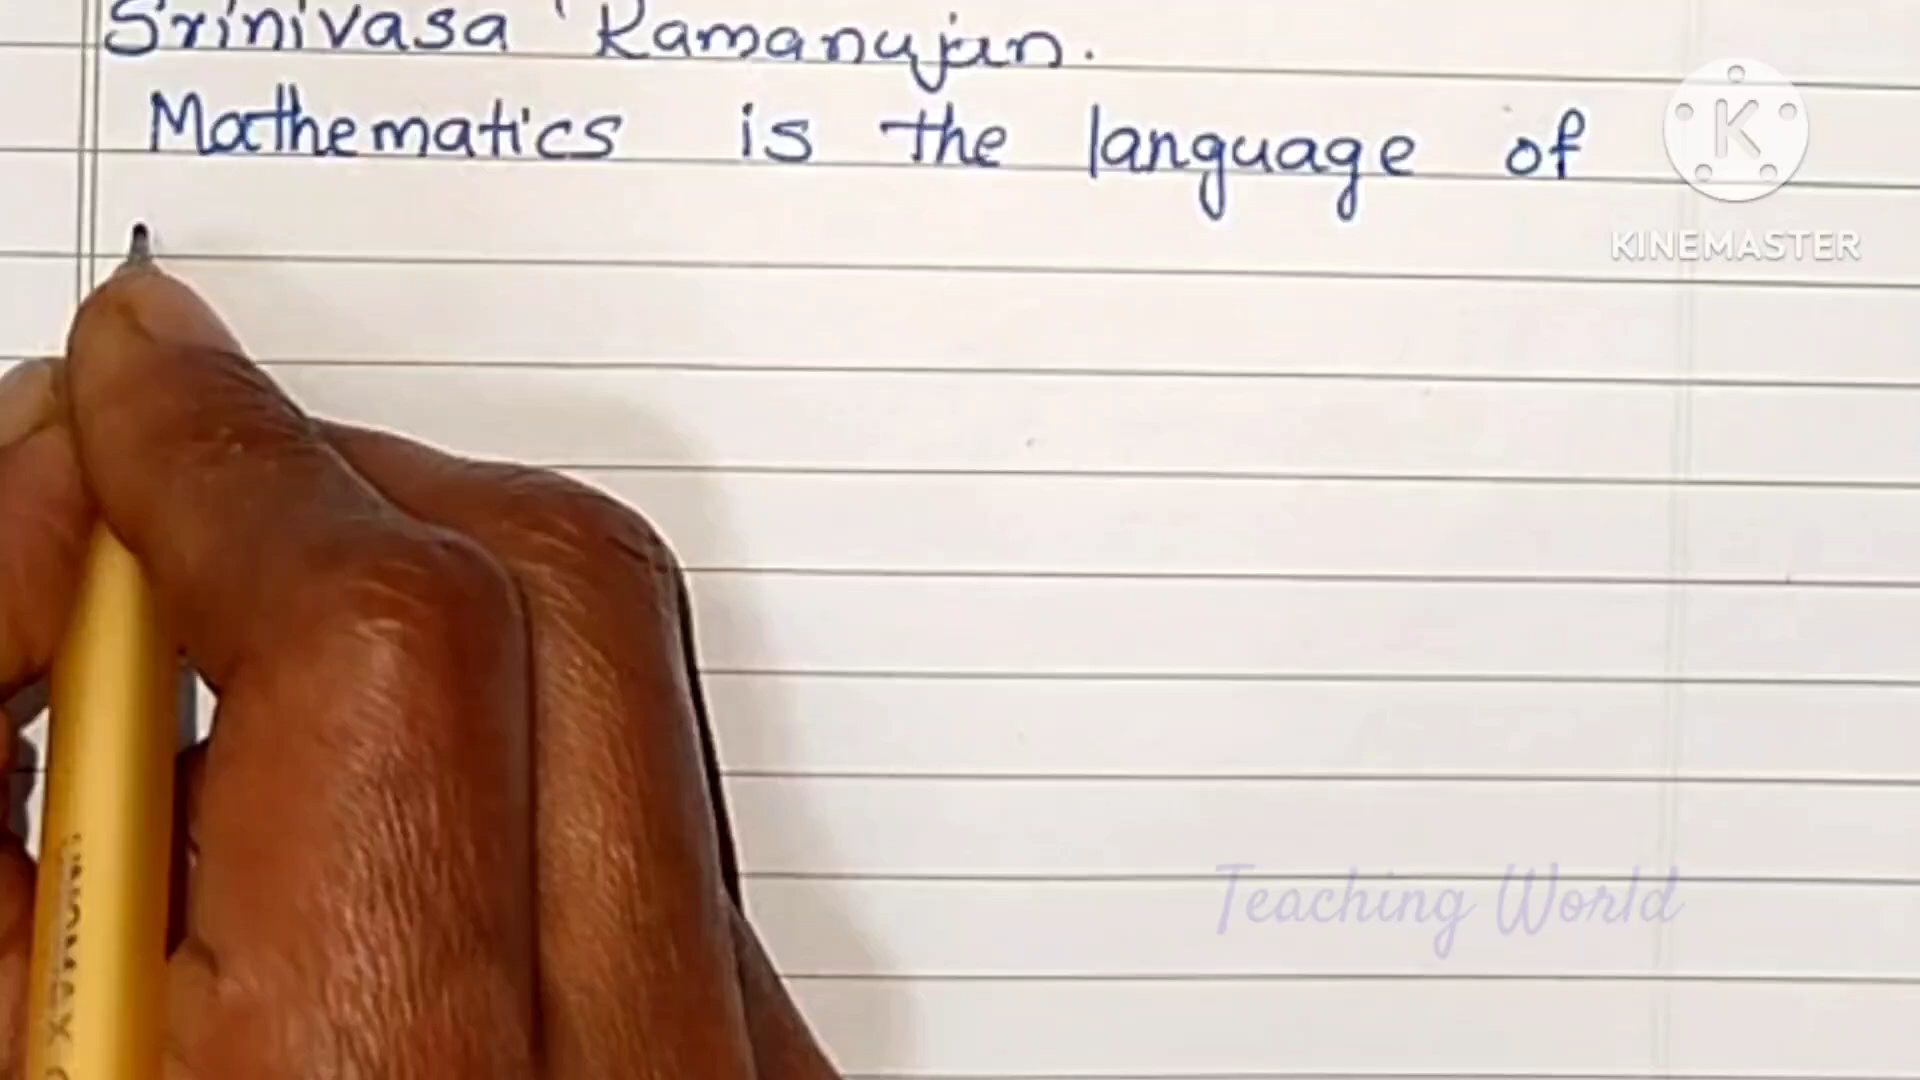 Srinivasa Ramanujan.
Mathematics is the language of
K
KINEMASTER
Teaching World